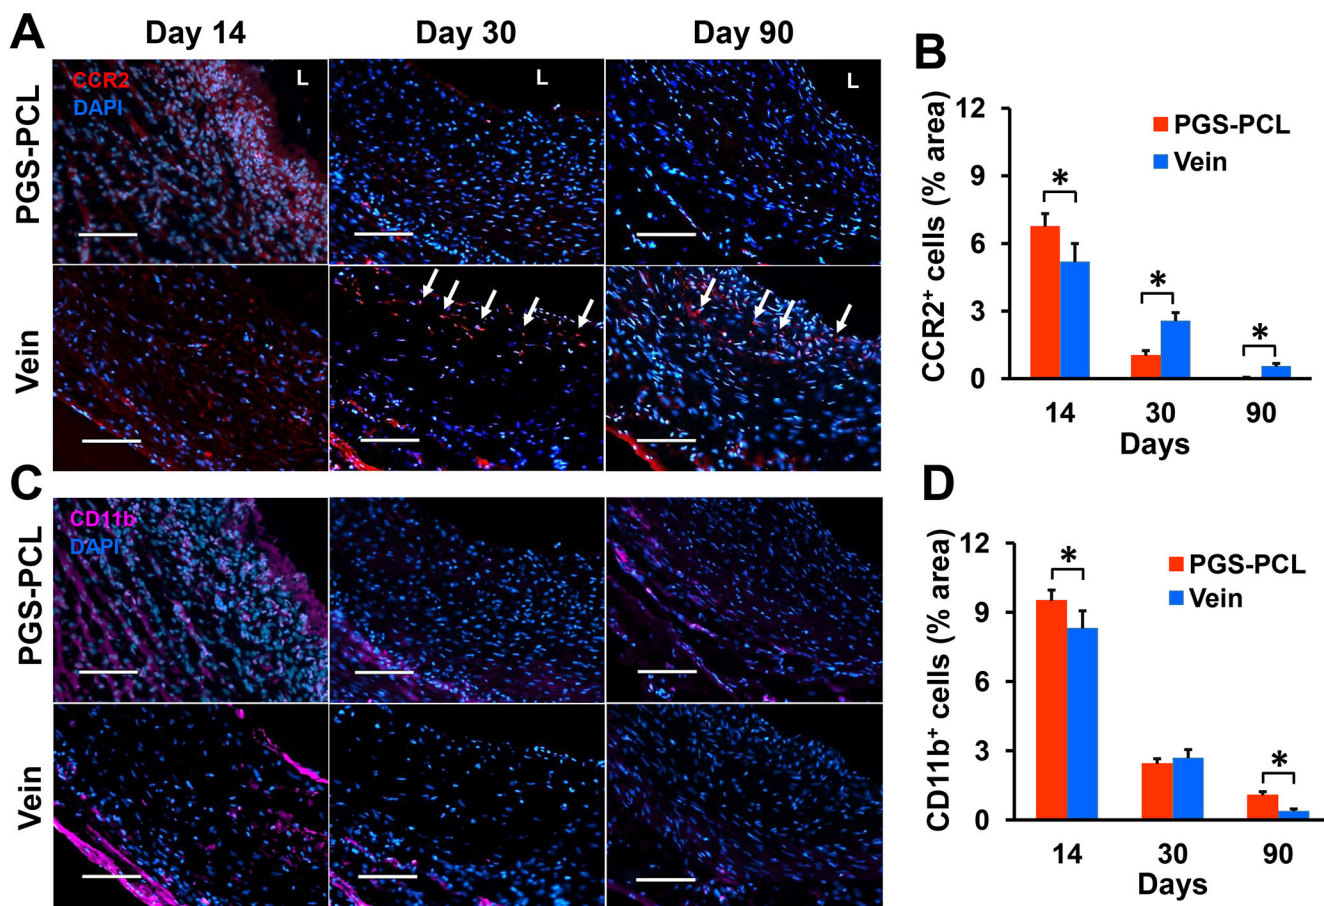 A
Day 14
Day 30
Day 90
PGS-PCL
CCR2
DAPI
L
L
L
Vein
B
CCR2⁺ cells (% area)
12
9
6
3
0
PGS-PCL
Vein
*
*
*
14
30
90
Days
C
PGS-PCL
CD11b
DAPI
Vein
D
CD11b⁺ cells (% area)
12
9
6
3
0
PGS-PCL
Vein
*
*
14
30
90
Days